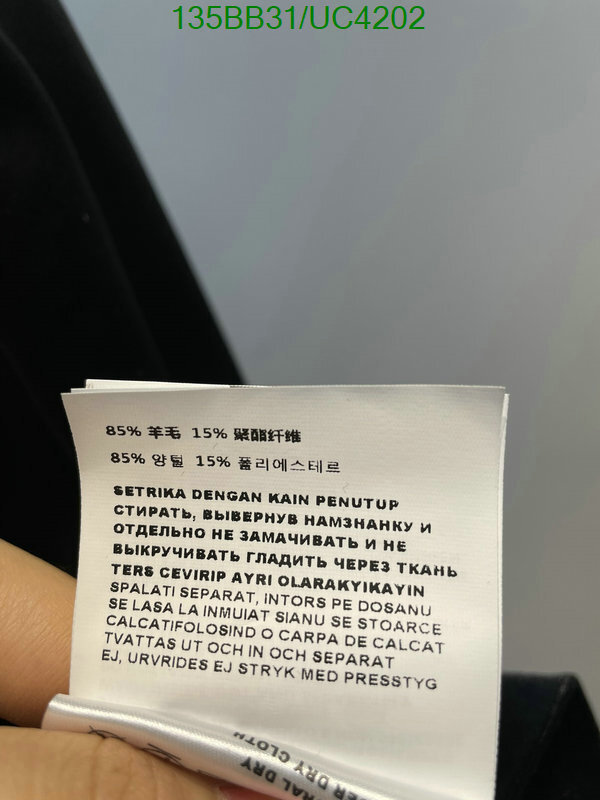 135BB31/UC4202
85% 羊毛 15% 聚酯纤维
85% 양털 15% 폴리에스테르
SETRIKA DENGAN KAIN PENUTUP
СТИРАТЬ, ВЫВЕРНУВ НАМЗНАНКУ И
ОТДЕЛЬНО НЕ ЗАМАЧИВАТЬ И НЕ
ВЫКРУЧИВАТЬ ГЛАДИТЬ ЧЕРЕЗ ТКАНЬ
TERS CEVIRIP AYRI OLARAKYIKAYIN
SPALATI SEPARAT, INTORS PE DOSANU
SE LASA LA INMUIAT SIANU SE STOARCE
CALCATIFOLOSIND O CARPA DE CALCAT
TVATTAS UT OCH IN OCH SEPARAT
EJ, URVRIDES EJ STRYK MED PRESSTYG
DRY CLOTH
DRY